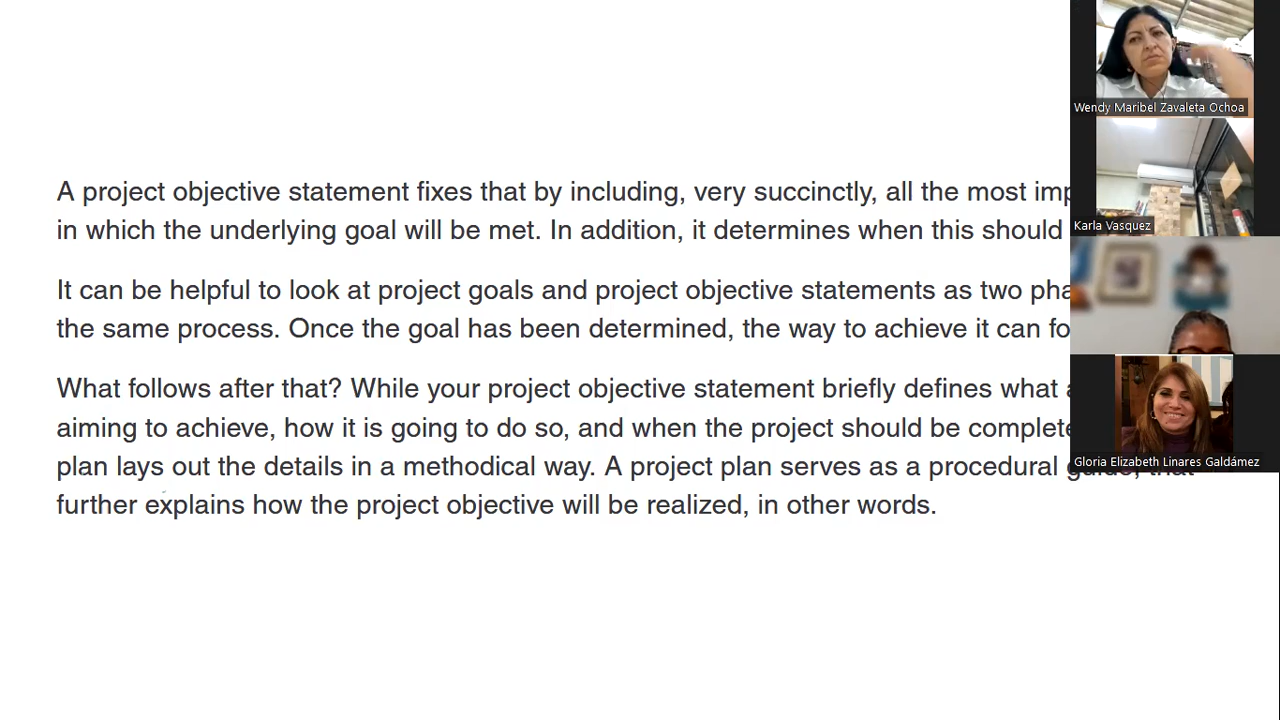 A project objective statement fixes that by including, very succinctly, all the most
in which the underlying goal will be met. In addition, it determines when this should
It can be helpful to look at project goals and project objective statements as two
the same process. Once the goal has been determined, the way to achieve it can
What follows after that? While your project objective statement briefly defines what
aiming to achieve, how it is going to do so, and when the project should be
plan lays out the details in a methodical way. A project plan serves as a procedural
further explains how the project objective will be realized, in other words.
Wendy Maribel Zavaleta Ochoa
Karla Vasquez
Gloria Elizabeth Linares Galdámez